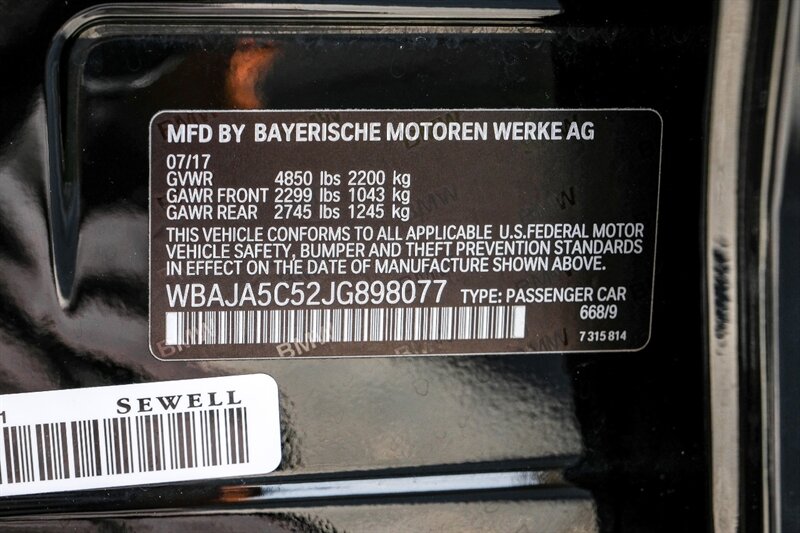 MFD BY BAYERISCHE MOTOREN WERKE AG
07/17
GVWR 4850 lbs 2200 kg
GAWR FRONT 2299 lbs 1043 kg
GAWR REAR 2745 lbs 1245 kg
THIS VEHICLE CONFORMS TO ALL APPLICABLE U.S.FEDERAL MOTOR
VEHICLE SAFETY, BUMPER AND THEFT PREVENTION STANDARDS
IN EFFECT ON THE DATE OF MANUFACTURE SHOWN ABOVE.
WBAJA5C52JG898077 TYPE: PASSENGER CAR
668/9
7 315 814
1
SEWELL